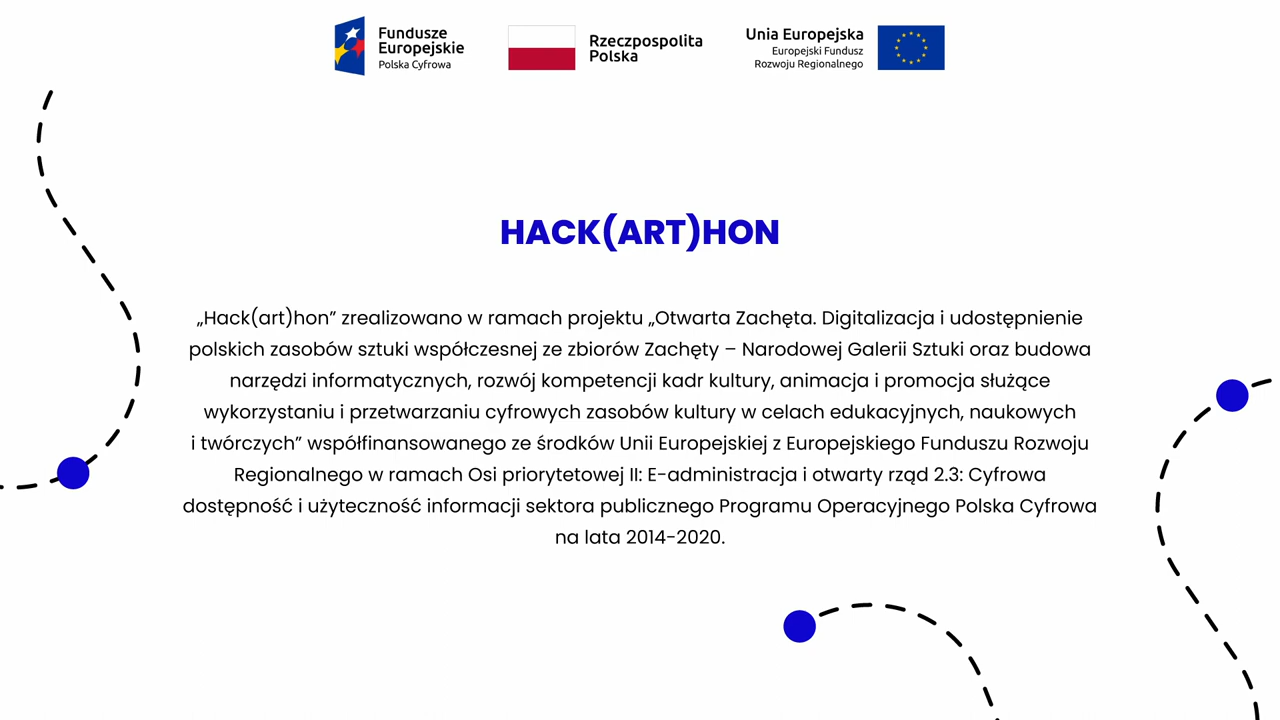 Fundusze
Europejskie
Polska Cyfrowa
Rzeczpospolita
Polska
Unia Europejska
Europejski Fundusz
Rozwoju Regionalnego
HACK(ART)HON
„Hack(art)hon” zrealizowano w ramach projektu „Otwarta Zachęta. Digitalizacja i udostępnienie
polskich zasobów sztuki współczesnej ze zbiorów Zachęty – Narodowej Galerii Sztuki oraz budowa
narzędzi informatycznych, rozwój kompetencji kadr kultury, animacja i promocja służące
wykorzystaniu i przetwarzaniu cyfrowych zasobów kultury w celach edukacyjnych, naukowych
i twórczych” współfinansowanego ze środków Unii Europejskiej z Europejskiego Funduszu Rozwoju
Regionalnego w ramach Osi priorytetowej II: E-administracja i otwarty rząd 2.3: Cyfrowa
dostępność i użyteczność informacji sektora publicznego Programu Operacyjnego Polska Cyfrowa
na lata 2014-2020.